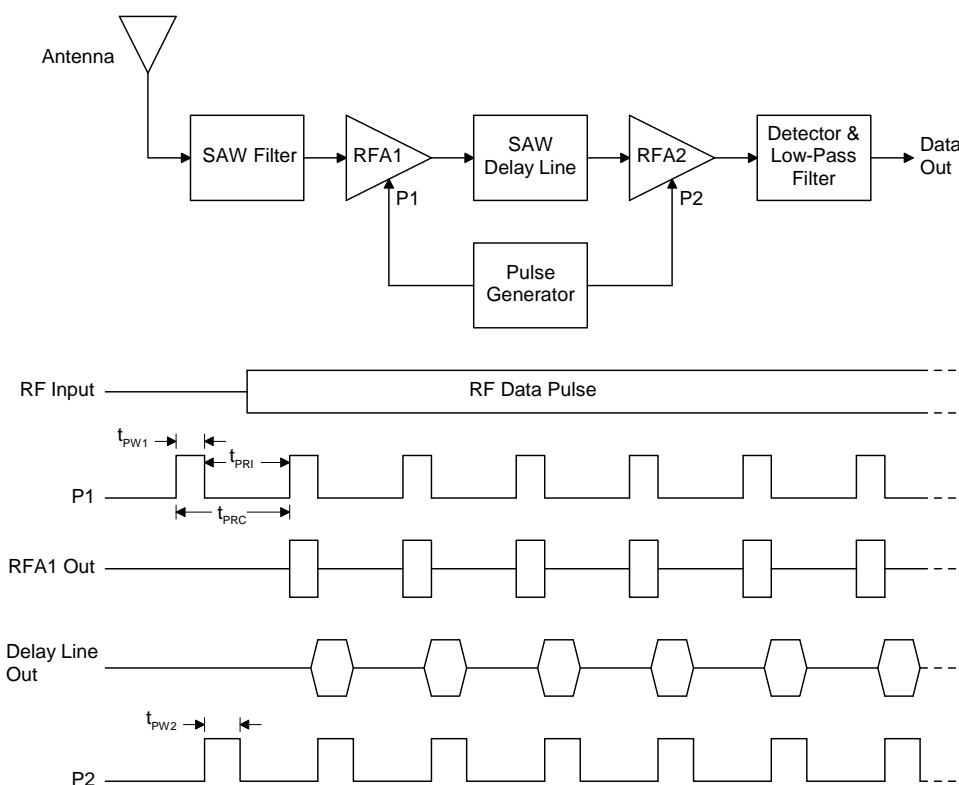 Antenna
SAW Filter
RFA1
SAW
Delay Line
RFA2
Detector &
Low-Pass
Filter
Data
Out
P1
P2
Pulse
Generator
RF Input
RF Data Pulse
tPW1
tPRI
P1
tPRC
RFA1 Out
Delay Line
Out
tPW2
P2